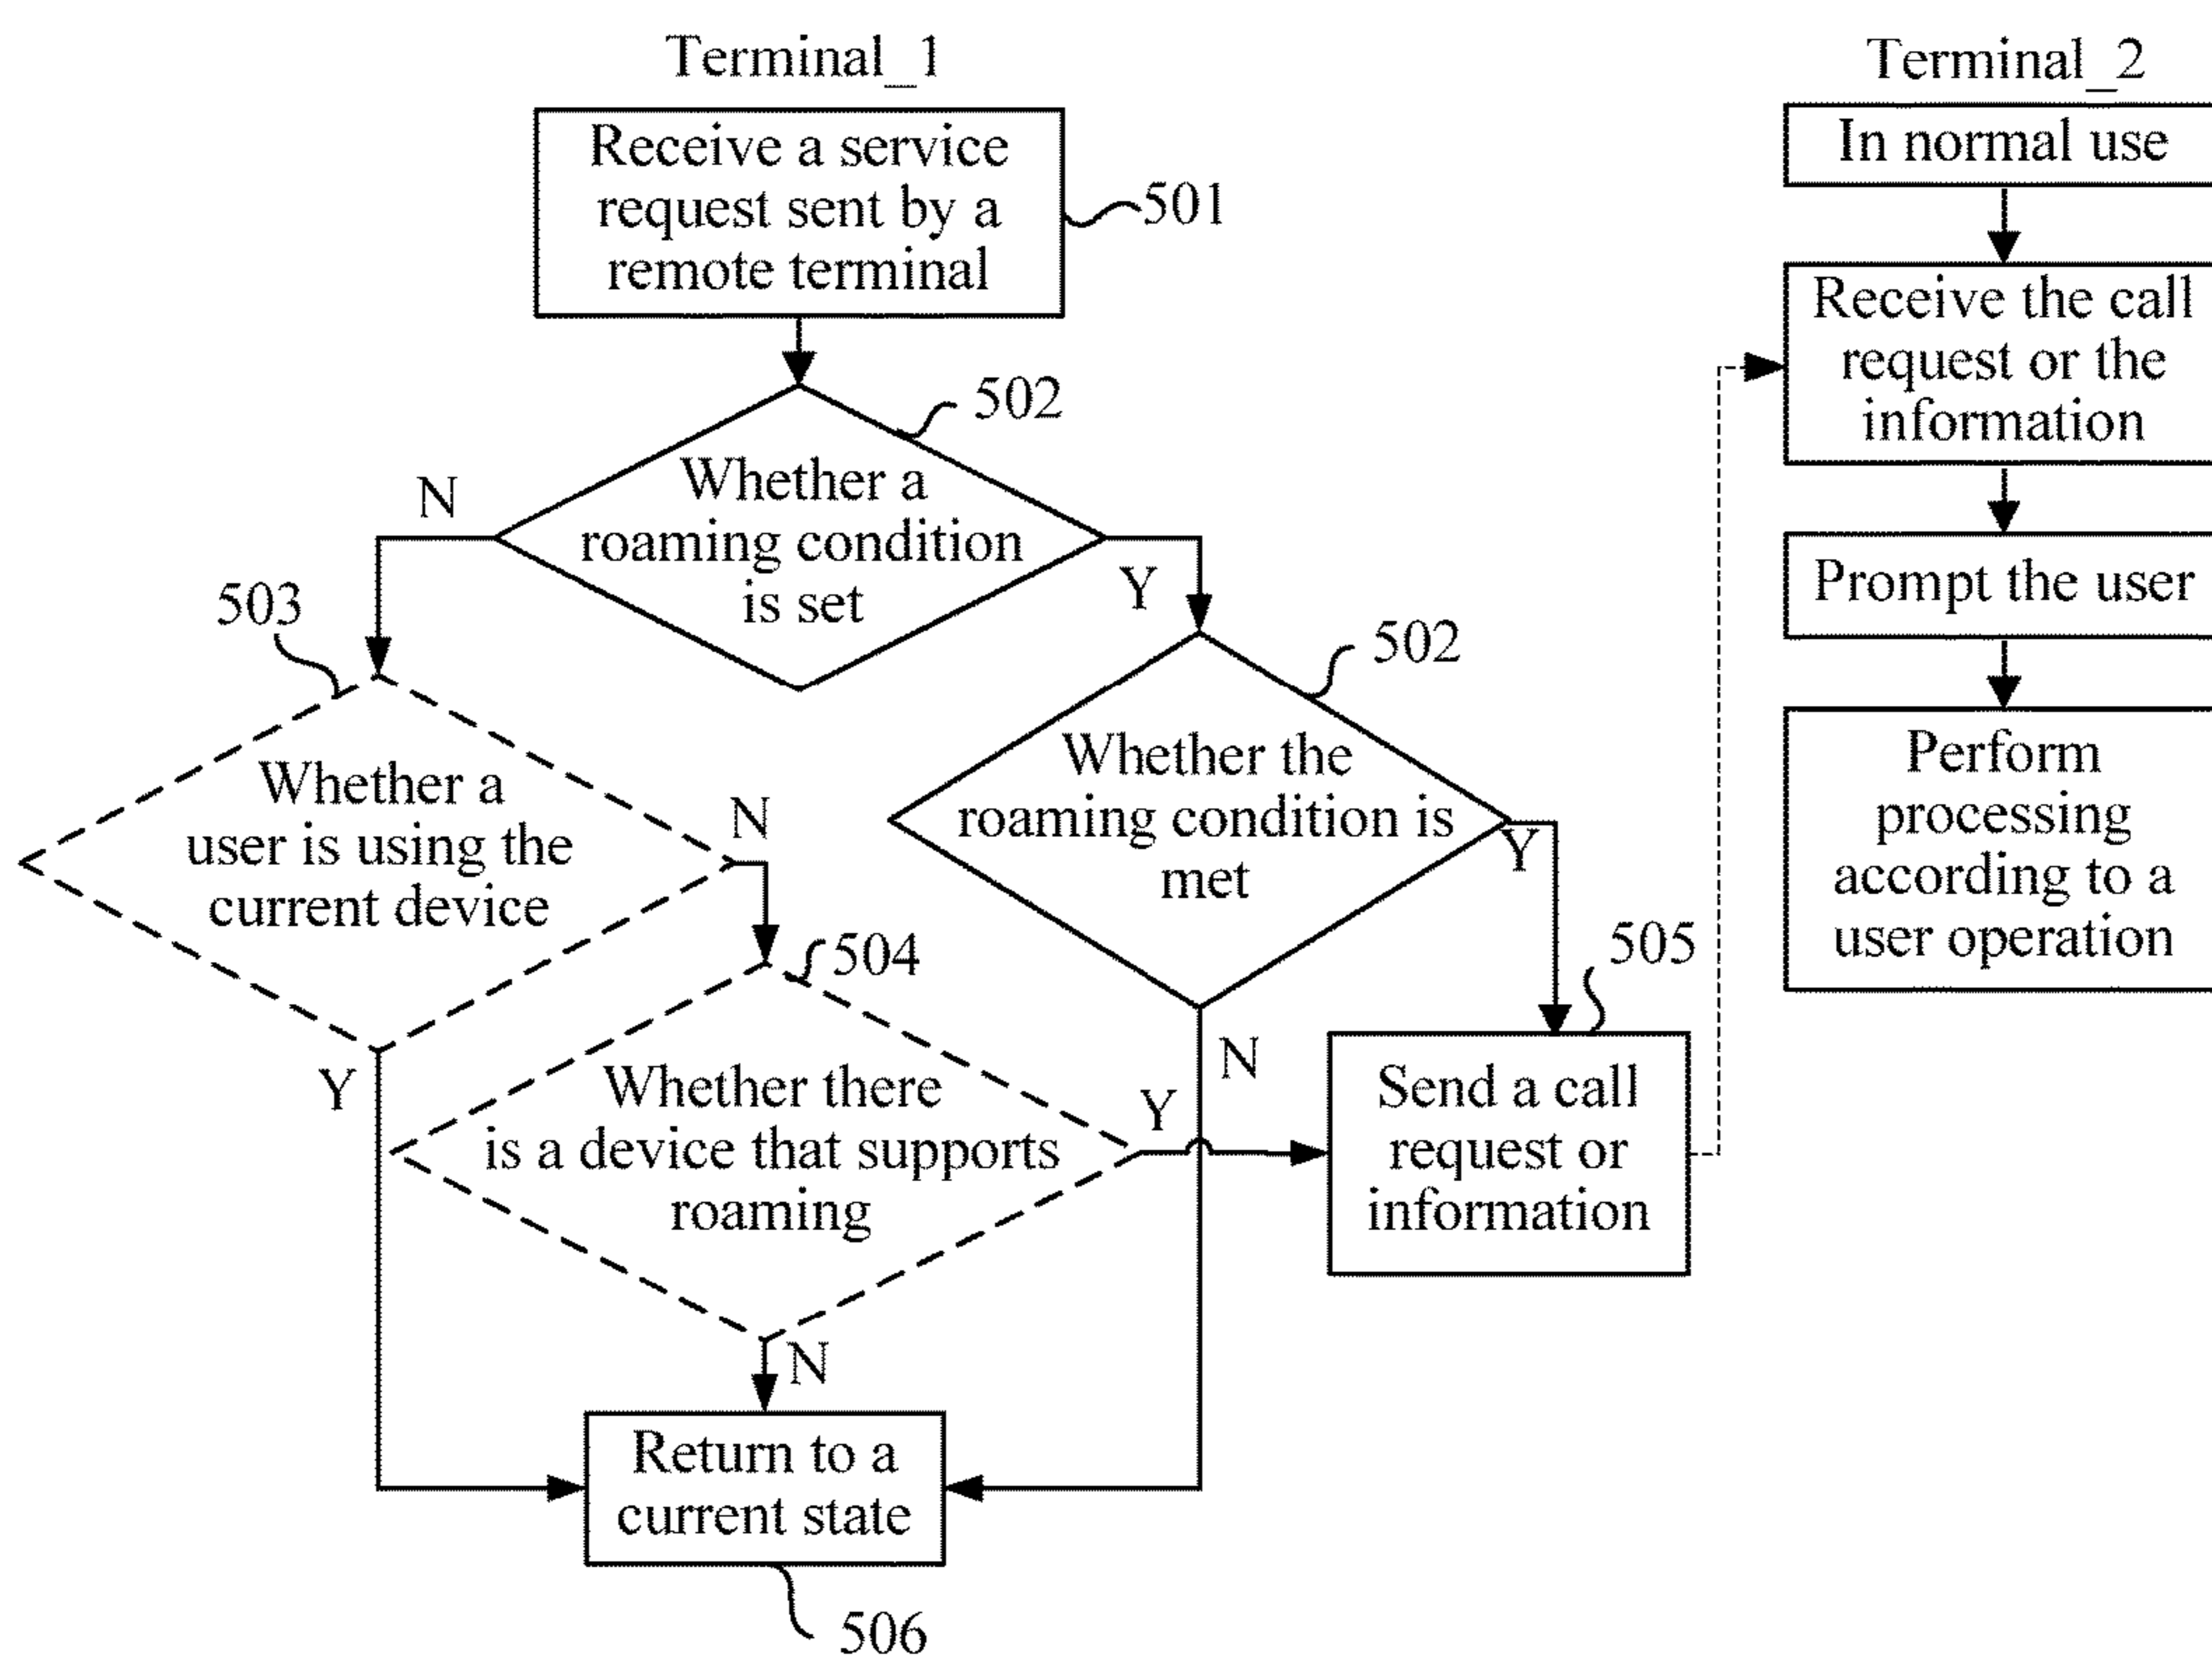 Terminal_1
Receive a service
request sent by a
remote terminal
501
502
Whether a
roaming condition
is set
N
Y
503
Whether a
user is using the
current device
N
Y
502
Whether the
roaming condition is
met
Y
N
504
Whether there
is a device that supports
roaming
Y
N
505
Send a call
request or
information
Return to a
current state
506
Terminal_2
In normal use
Receive the call
request or the
information
Prompt the user
Perform
processing
according to a
user operation